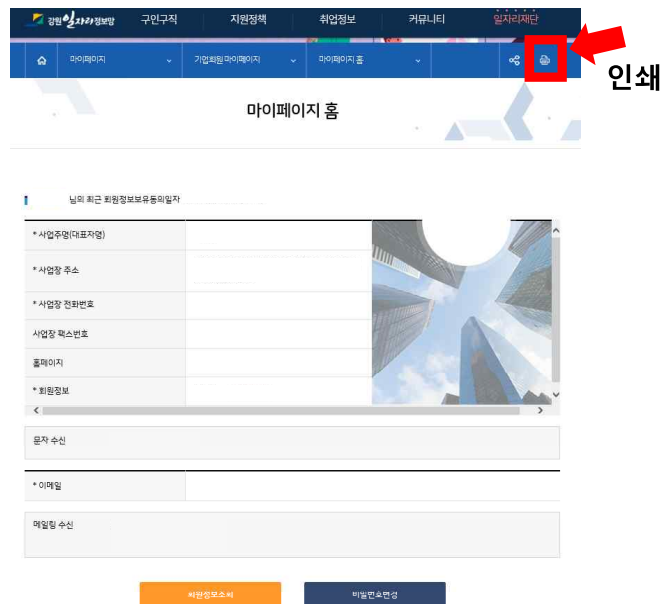 강원일자리정보망 구인구직 지원정책 취업정보 커뮤니티 일자리재단
마이페이지 기업회원 마이페이지 마이페이지 홈
인쇄
마이페이지 홈
님의 최근 회원정보보유동의일자
* 사업주명(대표자명)
* 사업장 주소
* 사업장 전화번호
사업장 팩스번호
홈페이지
* 회원정보
문자 수신
* 이메일
메일링 수신
회원정보조회 비밀번호변경